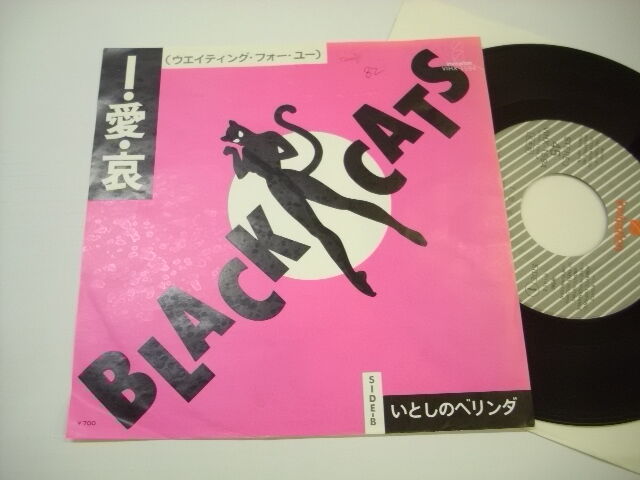 (ウエイティング・フォー・ユー)
I・愛・哀
BLACK CATS
SIDE-B
いとしのベリンダ
¥700
82